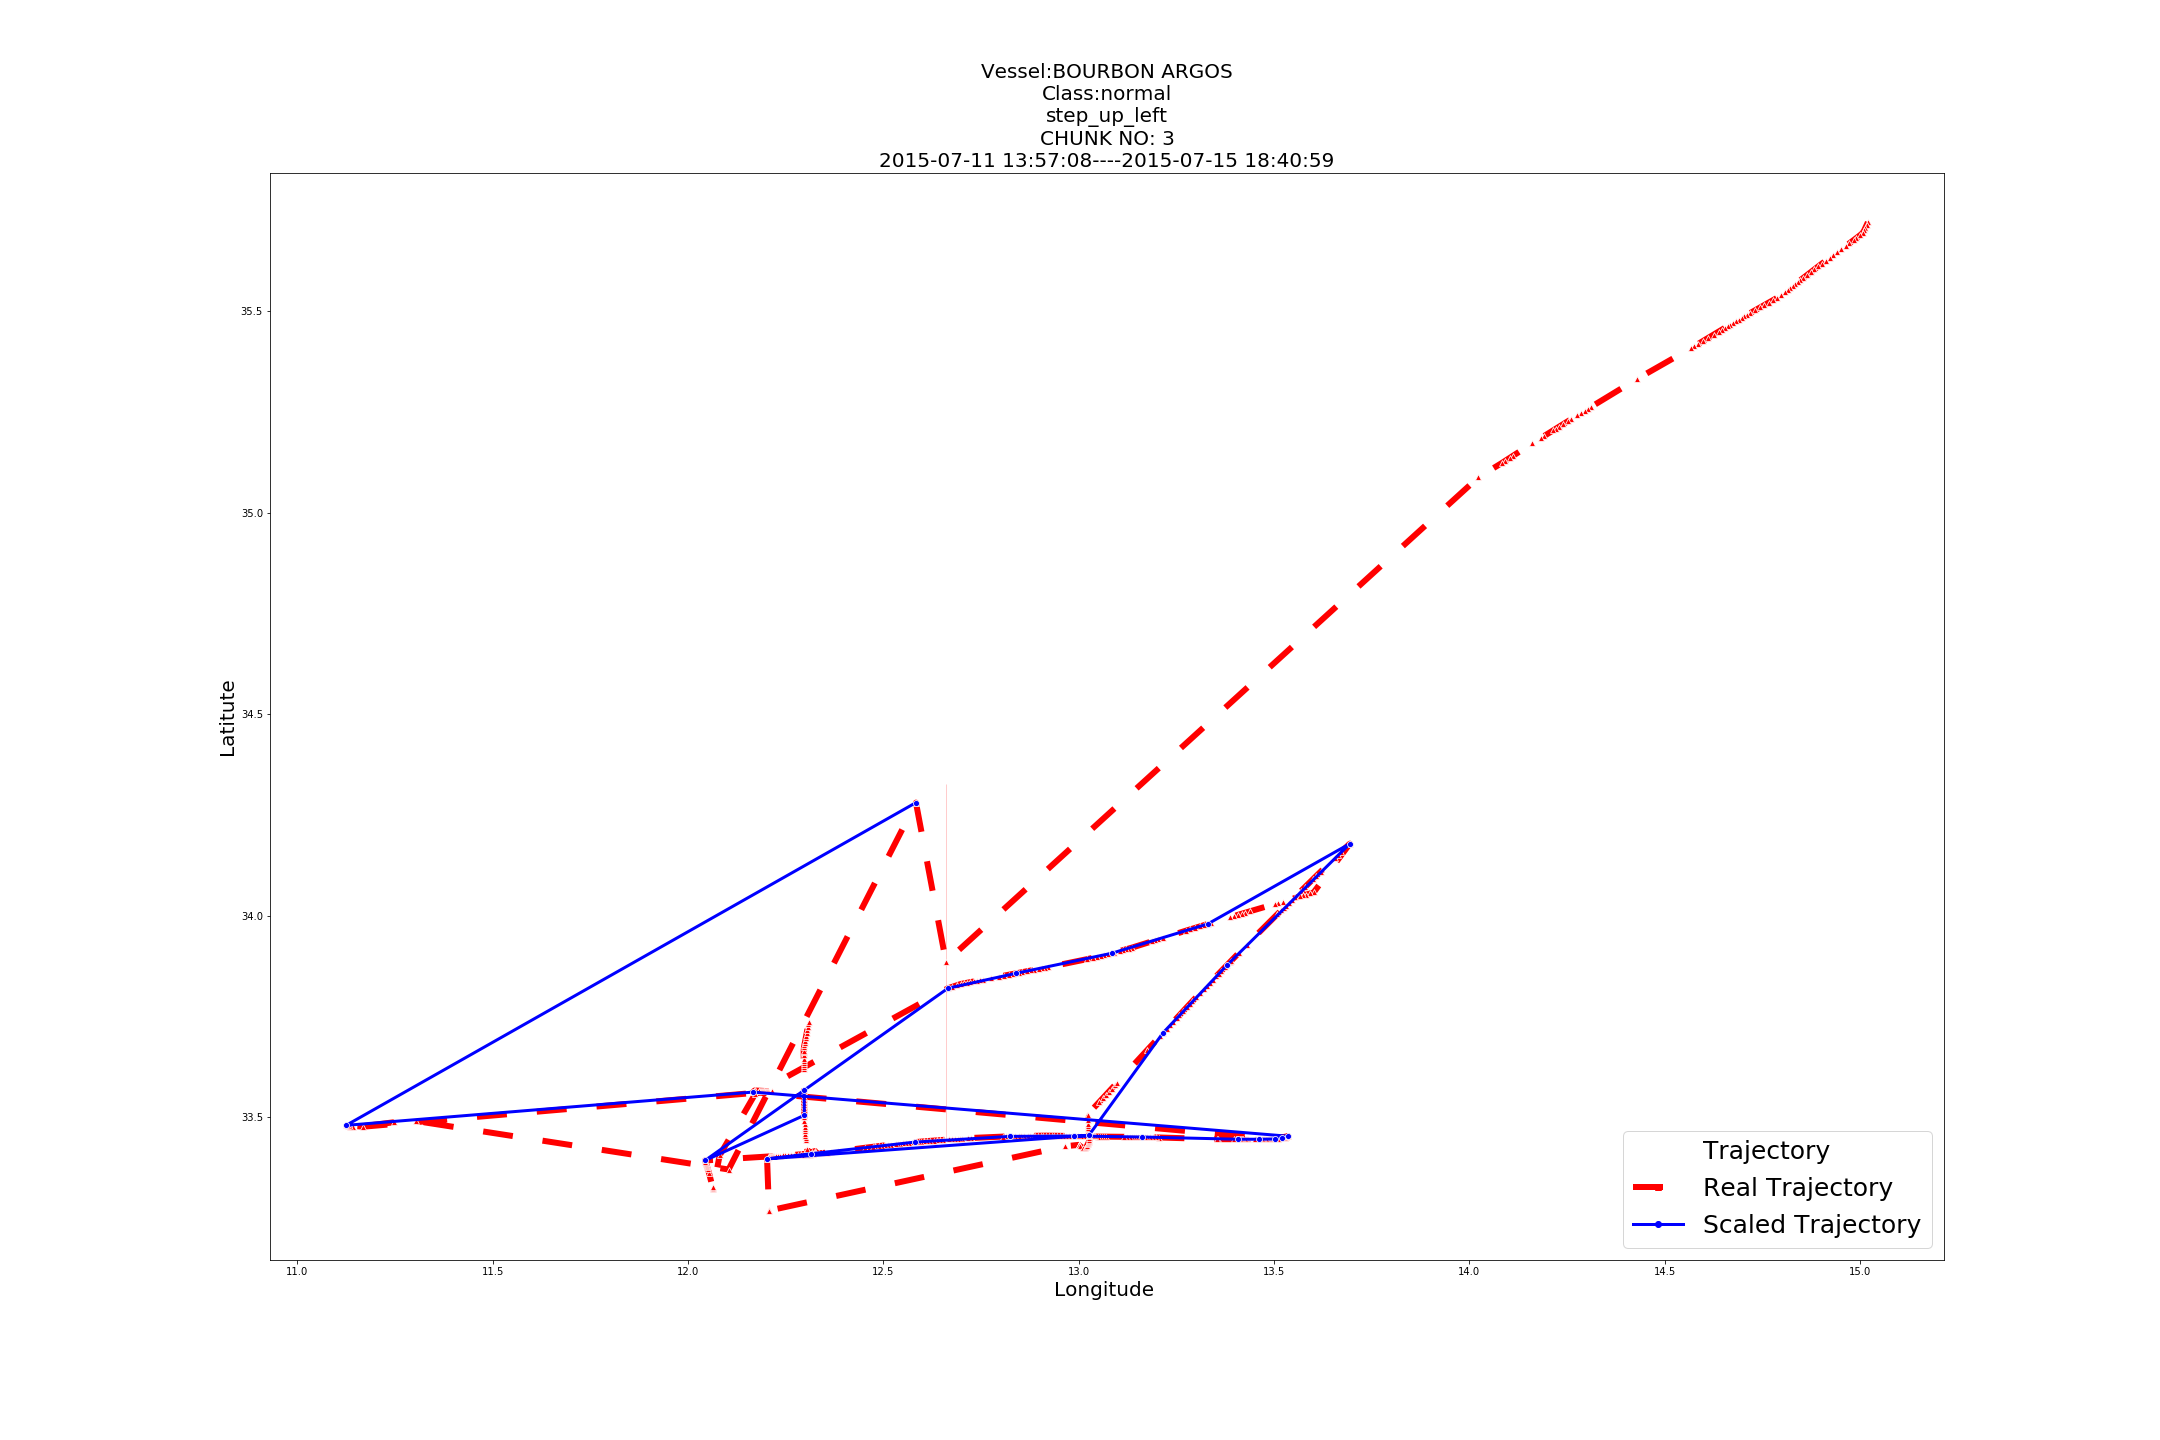 Vessel:BOURBON ARGOS
Class:normal
step_up_left
CHUNK NO: 3
2015-07-11 13:57:08----2015-07-15 18:40:59
35.5
35.0
34.5
34.0
33.5
Latitute
11.0
11.5
12.0
12.5
13.0
13.5
14.0
14.5
15.0
Longitude
Trajectory
Real Trajectory
Scaled Trajectory